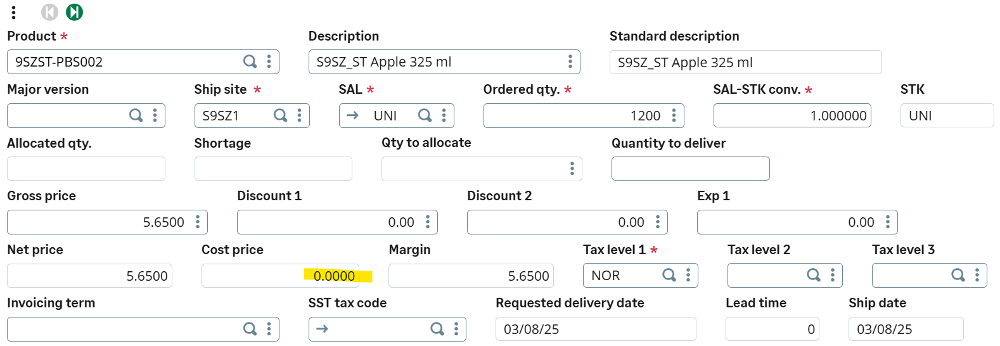 Product *
Description
Standard description
9SZST-PBS002
S9SZ_ST Apple 325 ml
S9SZ_ST Apple 325 ml
Major version
Ship site *
SAL *
Ordered qty. *
SAL-STK conv. *
STK
S9SZ1
UNI
1200
1.000000
UNI
Allocated qty.
Shortage
Qty to allocate
Quantity to deliver
Gross price
Discount 1
Discount 2
Exp 1
5.6500
0.00
0.00
0.00
Net price
Cost price
Margin
Tax level 1 *
Tax level 2
Tax level 3
5.6500
0.0000
5.6500
NOR
Invoicing term
SST tax code
Requested delivery date
Lead time
Ship date
03/08/25
0
03/08/25